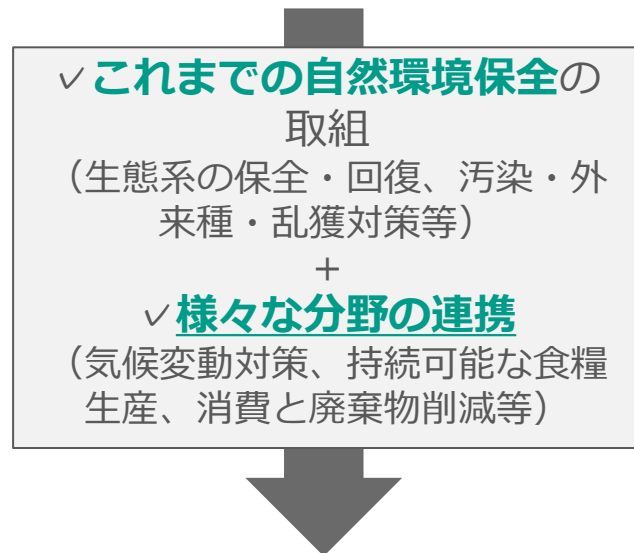 ✓これまでの自然環境保全の
取組
（生態系の保全・回復、汚染・外
来種・乱獲対策等）
+
✓様々な分野の連携
（気候変動対策、持続可能な食糧
生産、消費と廃棄物削減等）